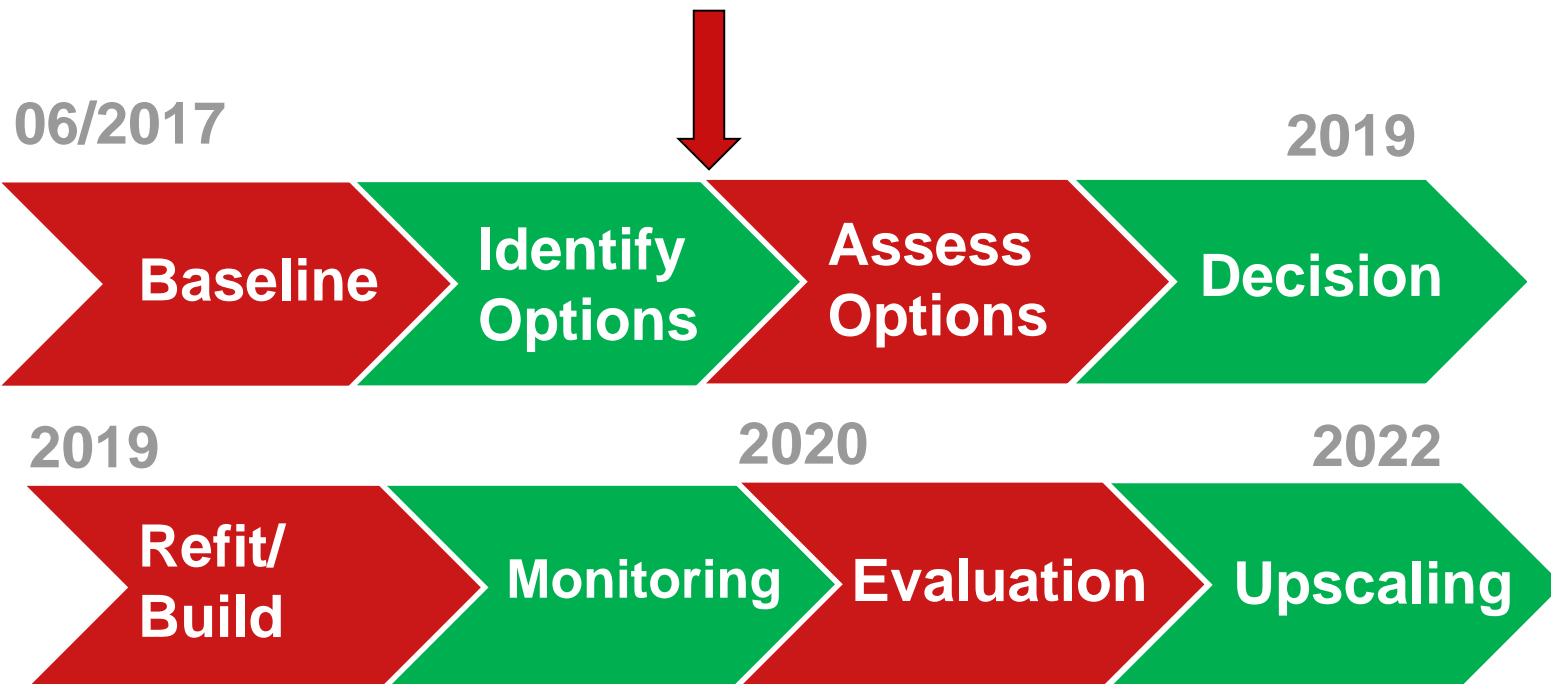 06/2017
2019
Baseline
Identify
Options
Assess
Options
Decision
2019
2020
2022
Refit/
Build
Monitoring
Evaluation
Upscaling